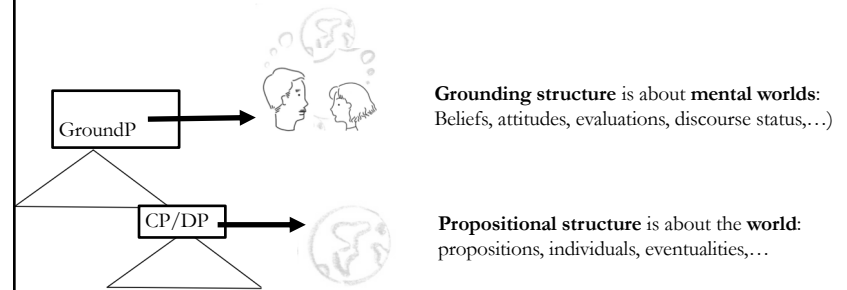 Grounding structure is about mental worlds:
Beliefs, attitudes, evaluations, discourse status,…)
GroundP
CP/DP
Propositional structure is about the world:
propositions, individuals, eventualities,…